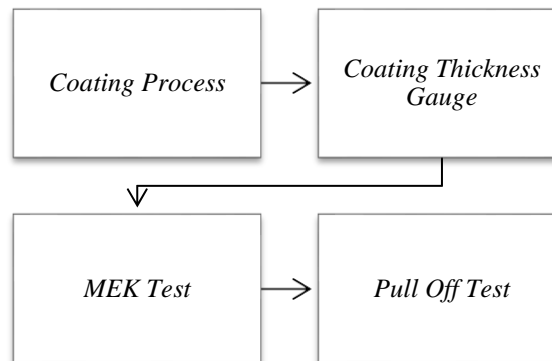 Coating Process
Coating Thickness
Gauge
MEK Test
Pull Off Test